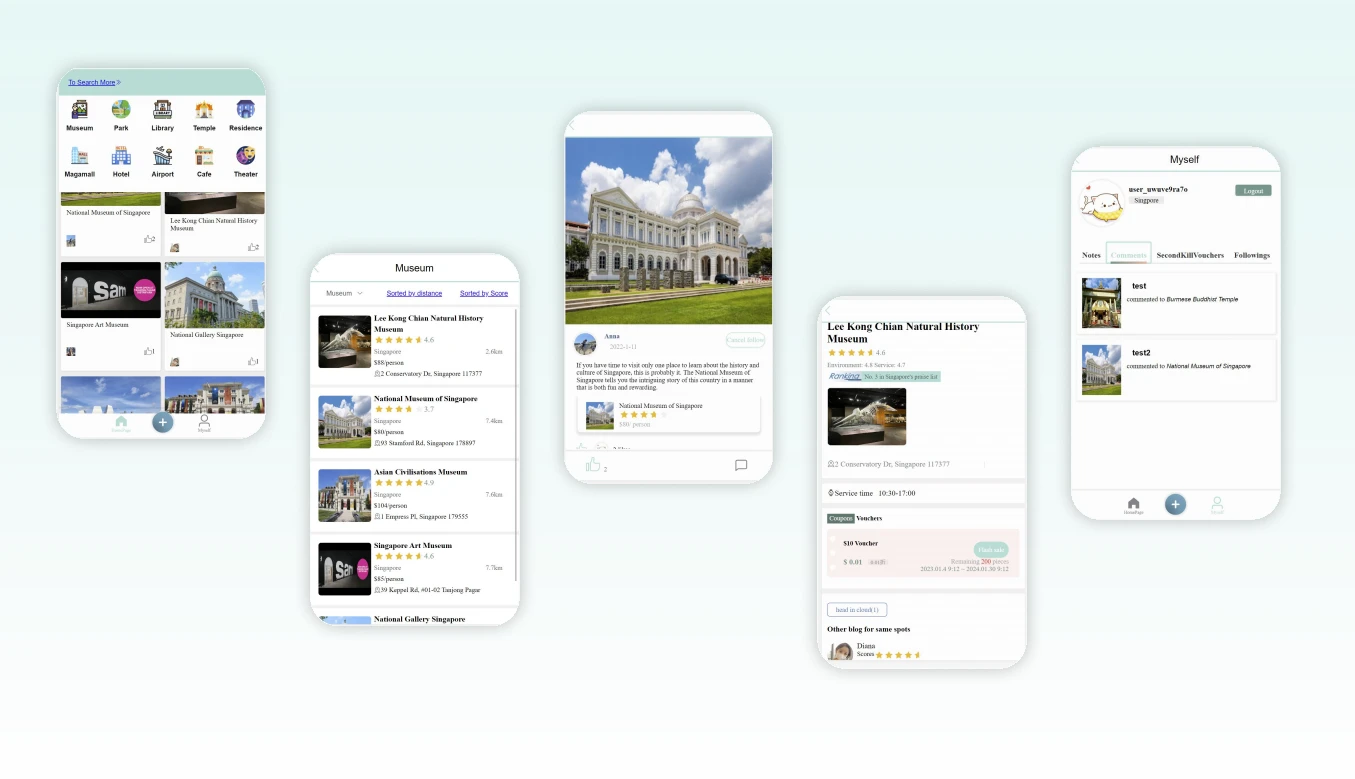 To Search More
Museum Park Library Temple Residence
Magamall Hotel Airport Cafe Theater
National Museum of Singapore
2
Lee Kong Chian Natural History
Museum
2
Sam
Singapore Art Museum
1
National Gallery Singapore
1
HomePage
+
Myself
Museum
Museum Sorted by distance Sorted by Score
Lee Kong Chian Natural History
Museum
4.6
Singapore 2.6km
$88/person
2 Conservatory Dr, Singapore 117377
National Museum of Singapore
3.7
Singapore 7.4km
$80/person
93 Stamford Rd, Singapore 178897
Asian Civilisations Museum
4.9
Singapore 7.6km
$104/person
1 Empress Pl, Singapore 179555
Sam
Singapore Art Museum
4.6
Singapore 7.7km
$85/person
39 Keppel Rd, #01-02 Tanjong Pagar
National Gallery Singapore
Anna
2022-1-11
Cancel follow
If you have time to visit only one place to learn about the history and
culture of Singapore, this is probably it. The National Museum of
Singapore tells you the intriguing story of this country in a manner
that is both fun and rewarding.
National Museum of Singapore
$80/ person
2
Lee Kong Chian Natural History
Museum
4.6
Environment: 4.8 Service: 4.7
Ranking No. 3 in Singapore's
list
2 Conservatory Dr, Singapore 117377
Service time 10:30-17:00
Coupons Vouchers
$10 Voucher
$ 0.01
Flash sale
Remaining 200 pieces
2023.01.4 9:12 ~ 2024.01.30 9:12
head in cloud(1)
Other blog for same spots
Diana
Scores
Myself
user_uwuve9ra7o
Singpore
Logout
Notes Comments SecondKillVouchers Followings
test
commented to Burmese Buddhist Temple
test2
commented to National Museum of Singapore
HomePage
+
Myself